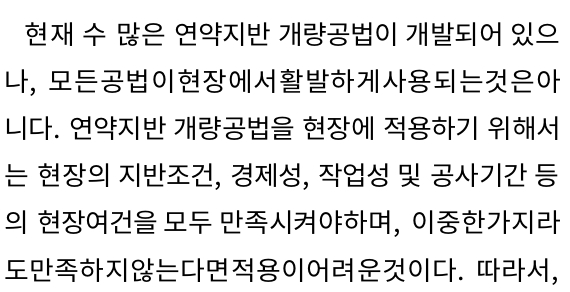 현재 수 많은 연약지반 개량공법이 개발되어 있으
나, 모든공법이현장에서활발하게사용되는것은아
니다. 연약지반 개량공법을 현장에 적용하기 위해서
는 현장의 지반조건, 경제성, 작업성 및 공사기간 등
의 현장여건을 모두 만족시켜야하며, 이중한가지라
도만족하지않는다면적용이어려운것이다. 따라서,